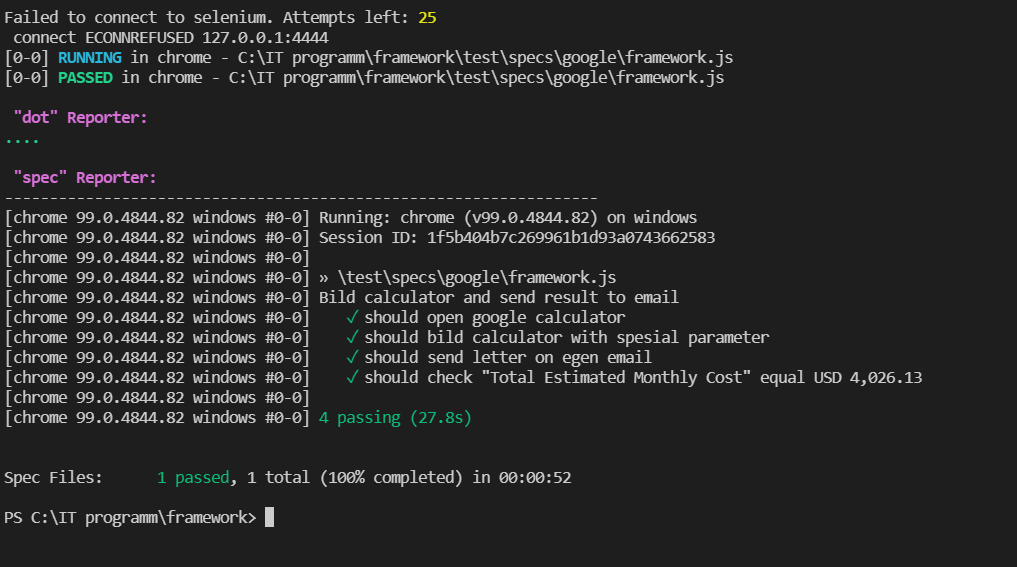 Failed to connect to selenium. Attempts left: 25
connect ECONNREFUSED 127.0.0.1:4444
[0-0] RUNNING in chrome - C:\IT programm\framework\test\specs\google\framework.js
[0-0] PASSED in chrome - C:\IT programm\framework\test\specs\google\framework.js
"dot" Reporter:
....
"spec" Reporter:
------------------------------------------------------------------
[chrome 99.0.4844.82 windows #0-0] Running: chrome (v99.0.4844.82) on windows
[chrome 99.0.4844.82 windows #0-0] Session ID: 1f5b404b7c269961b1d93a0743662583
[chrome 99.0.4844.82 windows #0-0]
[chrome 99.0.4844.82 windows #0-0] » \test\specs\google\framework.js
[chrome 99.0.4844.82 windows #0-0] Bild calculator and send result to email
[chrome 99.0.4844.82 windows #0-0]    ✓ should open google calculator
[chrome 99.0.4844.82 windows #0-0]    ✓ should bild calculator with spesial parameter
[chrome 99.0.4844.82 windows #0-0]    ✓ should send letter on egen email
[chrome 99.0.4844.82 windows #0-0]    ✓ should check "Total Estimated Monthly Cost" equal USD 4,026.13
[chrome 99.0.4844.82 windows #0-0]
[chrome 99.0.4844.82 windows #0-0] 4 passing (27.8s)
Spec Files:      1 passed, 1 total (100% completed) in 00:00:52
PS C:\IT programm\framework>